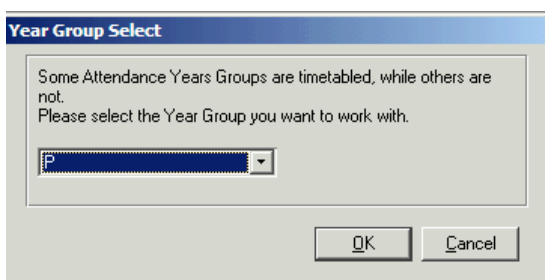 Year Group Select
Some Attendance Years Groups are timetabled, while others are
not.
Please select the Year Group you want to work with.
P
OK
Cancel